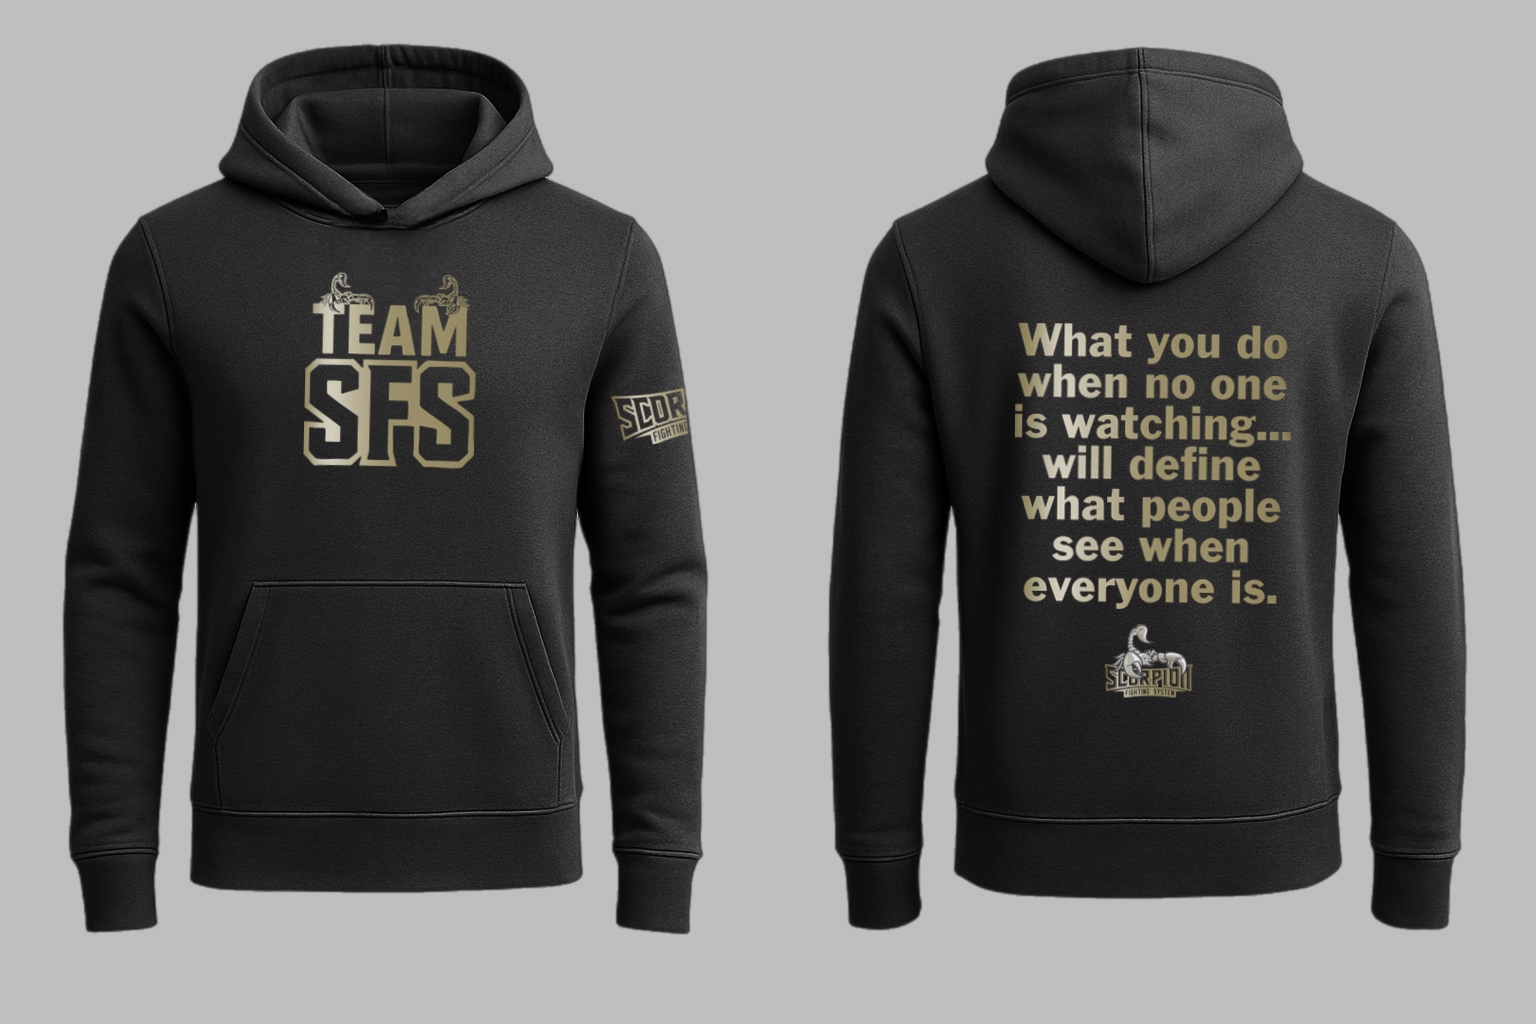 TEAM
SFS
SCOR
FIGHTING
What you do
when no one
is watching...
will define
what people
see when
everyone is.
SCORPION
FIGHTING SYSTEM